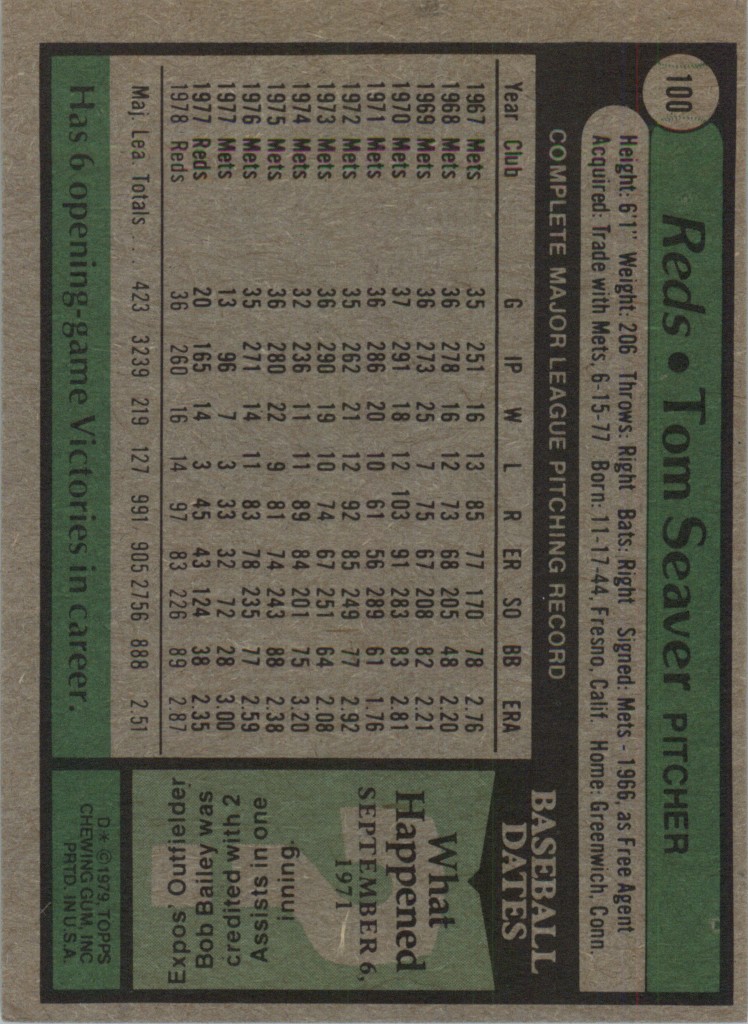 100
Reds • Tom Seaver PITCHER
Height: 6'1" Weight: 206 Throws: Right Bats: Right Signed: Mets - 1966, as Free Agent
Acquired: Trade with Mets, 6-15-77 Born: 11-17-44, Fresno, Calif. Home: Greenwich, Conn.
COMPLETE MAJOR LEAGUE PITCHING RECORD
Year Club G IP W L R ER SO BB ERA
1967 Mets 35 251 16 13 85 77 170 78 2.76
1968 Mets 36 278 16 12 73 68 205 48 2.20
1969 Mets 36 273 25 7 75 67 208 82 2.21
1970 Mets 37 291 18 12 103 91 283 83 2.81
1971 Mets 36 286 20 10 61 56 289 61 1.76
1972 Mets 35 262 21 12 92 85 249 77 2.92
1973 Mets 36 290 19 10 74 67 251 64 2.08
1974 Mets 32 236 11 11 89 84 201 75 3.20
1975 Mets 36 280 22 9 81 74 243 88 2.38
1976 Mets 35 271 14 11 83 78 235 77 2.59
1977 Mets 13 96 7 3 33 32 72 28 3.00
1977 Reds 20 165 14 3 45 43 124 38 2.35
1978 Reds 36 260 16 14 97 83 226 89 2.87
Maj. Lea. Totals . . 423 3239 219 127 991 905 2756 888 2.51
Has 6 opening-game Victories in career.
BASEBALL
DATES
What
Happened
SEPTEMBER 6,
1971
Expos' Outfielder
Bob Bailey was
credited with 2
Assists in one
inning.
D* ©1979, TOPPS
CHEWING GUM, INC
PRTD. IN U.S.A.